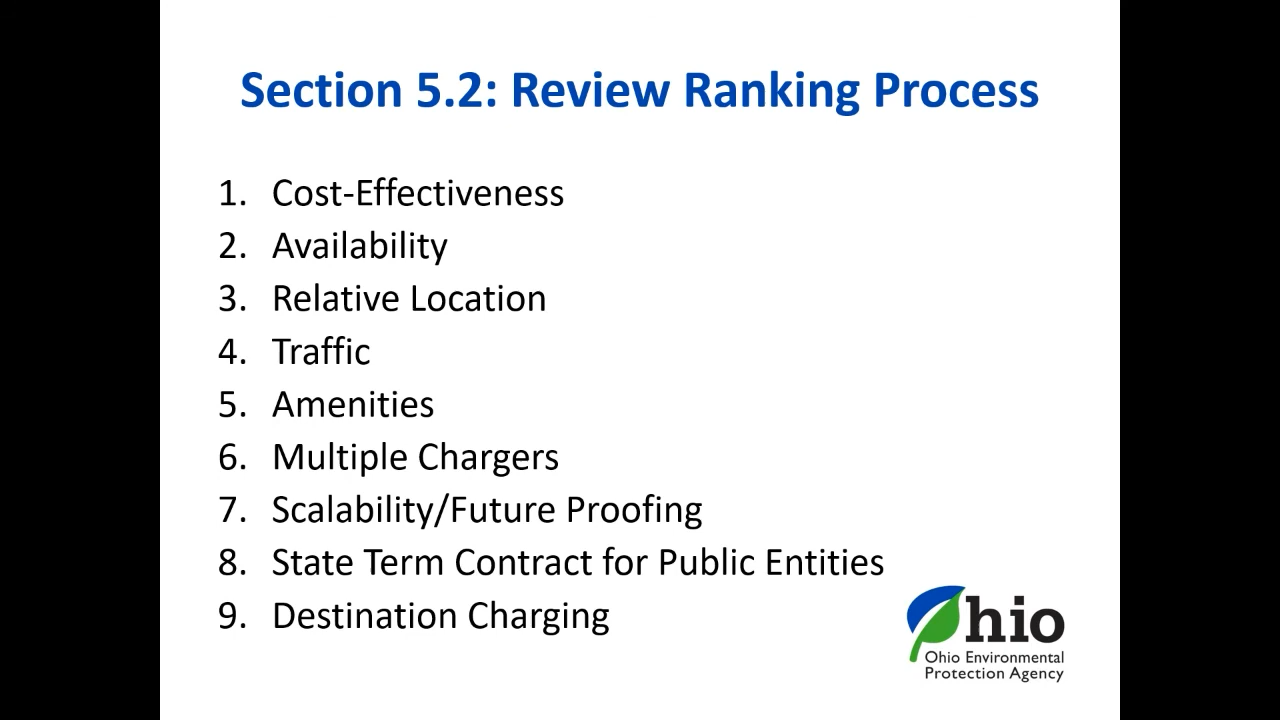 Section 5.2: Review Ranking Process
1. Cost-Effectiveness
2. Availability
3. Relative Location
4. Traffic
5. Amenities
6. Multiple Chargers
7. Scalability/Future Proofing
8. State Term Contract for Public Entities
9. Destination Charging
hio
Ohio Environmental
Protection Agency